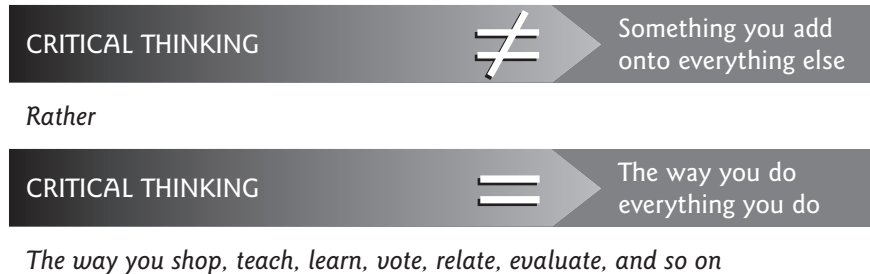 CRITICAL THINKING ≠ Something you add
onto everything else
Rather
CRITICAL THINKING = The way you do
everything you do
The way you shop, teach, learn, vote, relate, evaluate, and so on